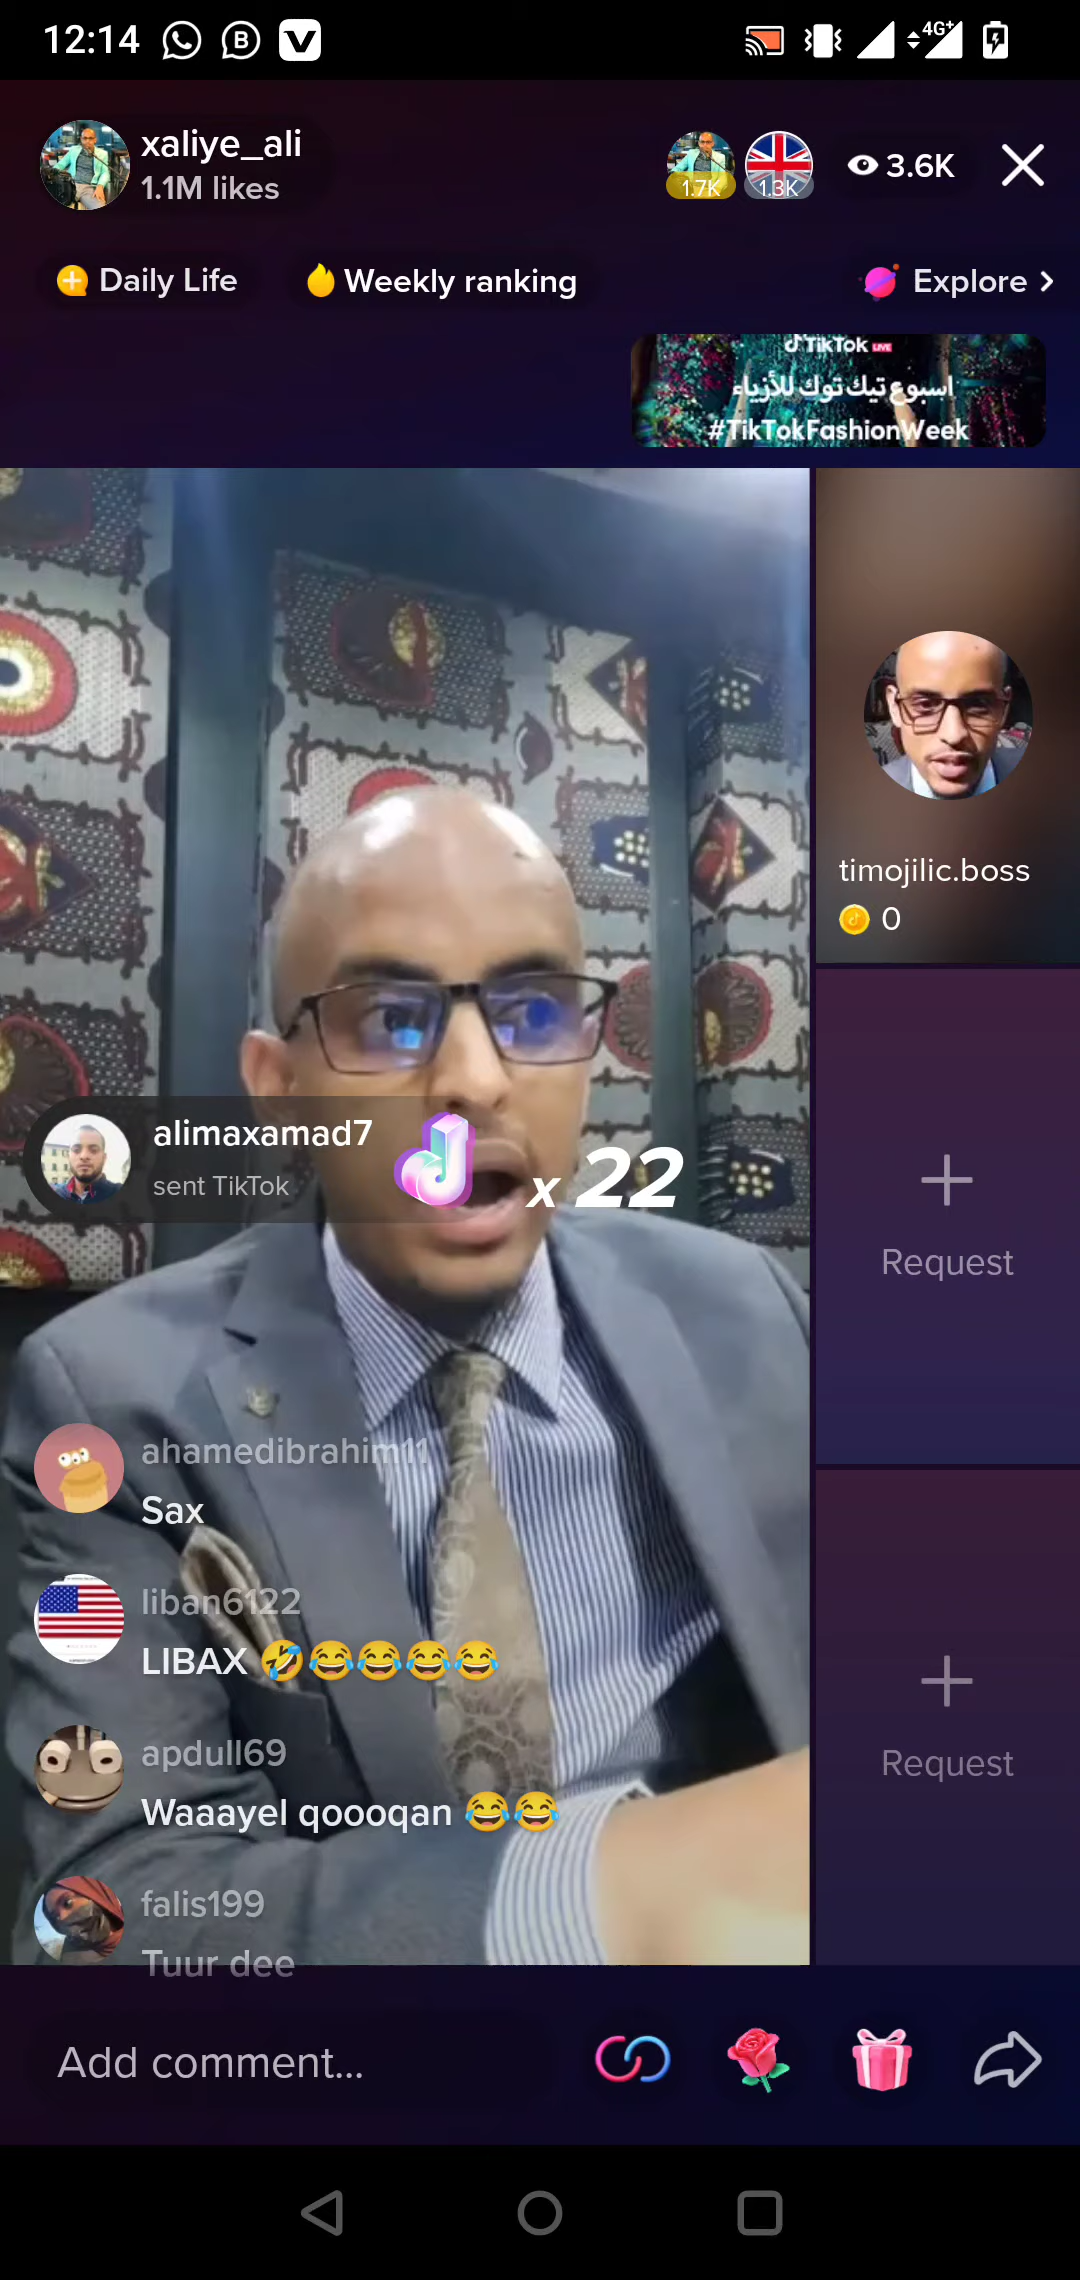 12:14
4G+
xaliye_ali
1.1M likes
1.7K
1.3K
3.6K
Daily Life
Weekly ranking
Explore
TikTok LIVE
اسبوع تيك توك للأزياء
#TikTokFashionWeek
timojilic.boss
0
alimaxamad7
sent TikTok
x 22
Request
ahamedibrahim11
Sax
liban6122
LIBAX 🤣😂😂😂😂
apdull69
Waaayel qoooqan 😂😂
Request
falis199
Tuur dee
Add comment...